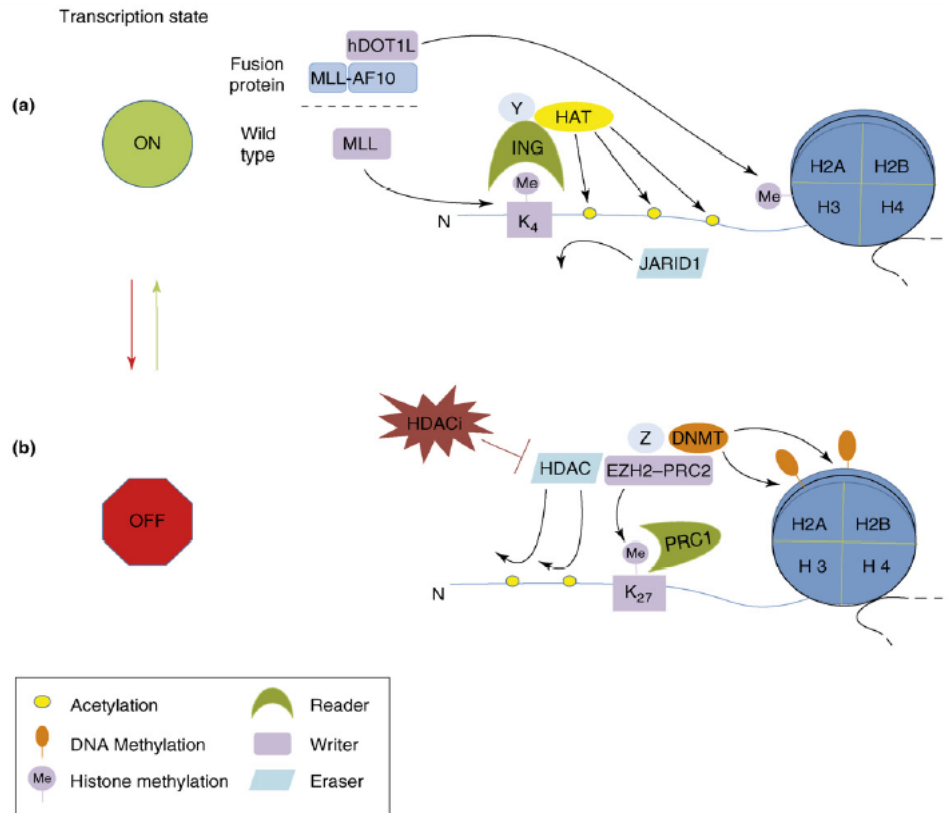 Transcription state
(a)
ON
Fusion
protein
hDOT1L
MLL-AF10
Wild
type
MLL
Y
HAT
ING
Me
K4
N
JARID1
Me
H2A
H2B
H3
H4
(b)
OFF
HDACi
HDAC
Z
DNMT
EZH2–PRC2
Me
PRC1
K27
N
H2A
H2B
H 3
H 4
Acetylation
DNA Methylation
Me
Histone methylation
Reader
Writer
Eraser